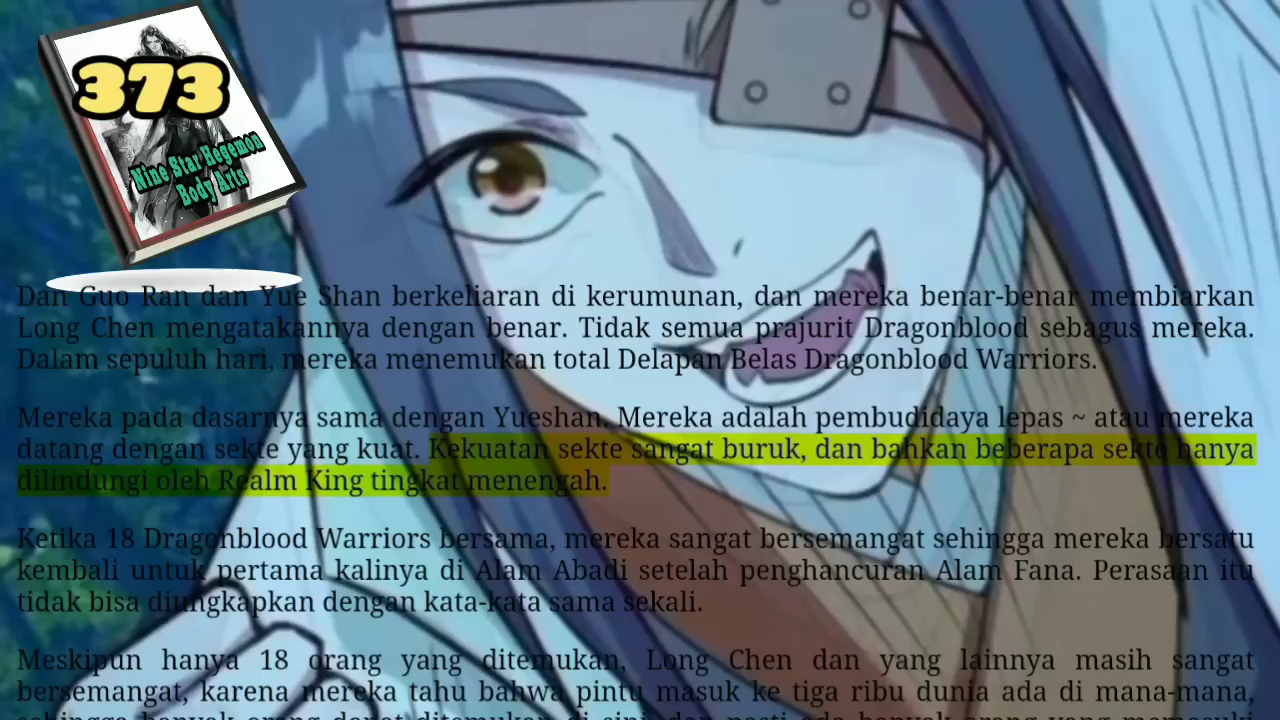 373
Nine Star Hegemon
Body Arts
Dan Guo Ran dan Yue Shan berkeliaran di kerumunan, dan mereka benar-benar membiarkan
Long Chen mengatakannya dengan benar. Tidak semua prajurit Dragonblood sebagus mereka.
Dalam sepuluh hari, mereka menemukan total Delapan Belas Dragonblood Warriors.
Mereka pada dasarnya sama dengan Yueshan. Mereka adalah pembudidaya lepas ~ atau mereka
datang dengan sekte yang kuat. Kekuatan sekte sangat buruk, dan bahkan beberapa sekte hanya
dilindungi oleh Realm King tingkat menengah.
Ketika 18 Dragonblood Warriors bersama, mereka sangat bersemangat sehingga mereka bersatu
kembali untuk pertama kalinya di Alam Abadi setelah penghancuran Alam Fana. Perasaan itu
tidak bisa diungkapkan dengan kata-kata sama sekali.
Meskipun hanya 18 orang yang ditemukan, Long Chen dan yang lainnya masih sangat
bersemangat, karena mereka tahu bahwa pintu masuk ke tiga ribu dunia ada di mana-mana,